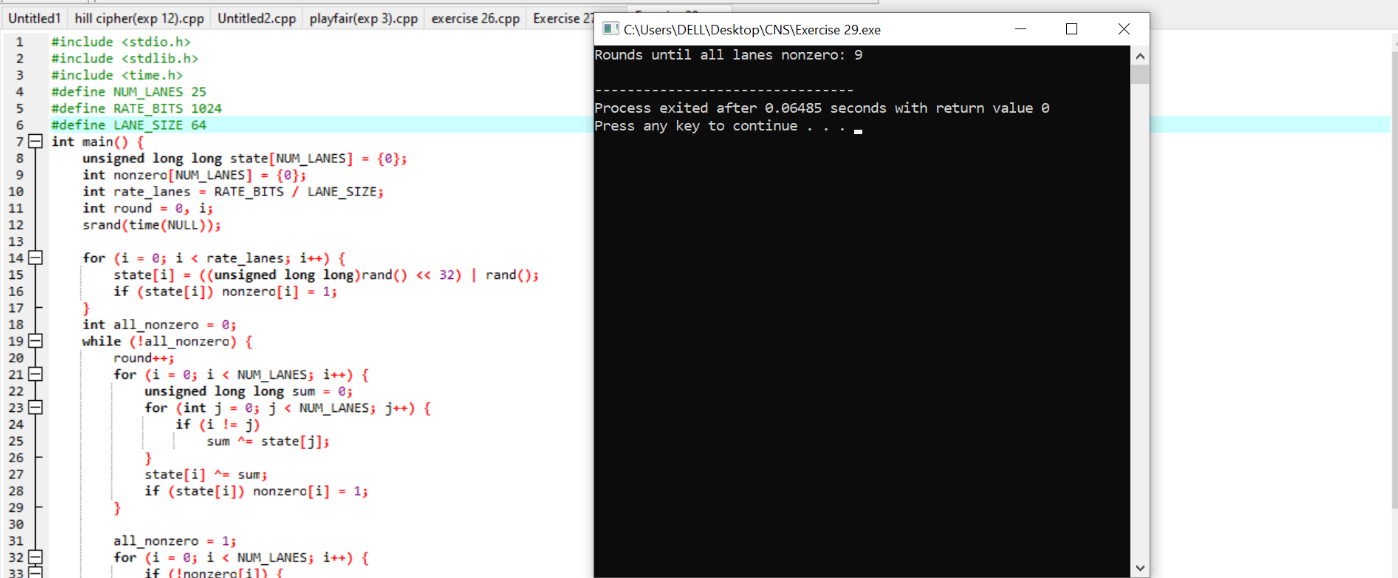 Untitled1 hill cipher(exp 12).cpp Untitled2.cpp playfair(exp 3).cpp exercise 26.cpp Exercise 27
C:\Users\DELL\Desktop\CNS\Exercise 29.exe
1 #include <stdio.h>
2 #include <stdlib.h>
3 #include <time.h>
4 #define NUM_LANES 25
5 #define RATE_BITS 1024
6 #define LANE_SIZE 64
7 int main() {
8 unsigned long long state[NUM_LANES] = {0};
9 int nonzero[NUM_LANES] = {0};
10 int rate_lanes = RATE_BITS / LANE_SIZE;
11 int round = 0, i;
12 srand(time(NULL));
13
14 for (i = 0; i < rate_lanes; i++) {
15 state[i] = ((unsigned long long)rand() << 32) | rand();
16 if (state[i]) nonzero[i] = 1;
17 }
18 int all_nonzero = 0;
19 while (!all_nonzero) {
20 round++;
21 for (i = 0; i < NUM_LANES; i++) {
22 unsigned long long sum = 0;
23 for (int j = 0; j < NUM_LANES; j++) {
24 if (i != j)
25 sum ^= state[j];
26 }
27 state[i] ^= sum;
28 if (state[i]) nonzero[i] = 1;
29 }
30
31 all_nonzero = 1;
32 for (i = 0; i < NUM_LANES; i++) {
33 if (!nonzero[i]) {
Rounds until all lanes nonzero: 9
--------------------------------
Process exited after 0.06485 seconds with return value 0
Press any key to continue . . .